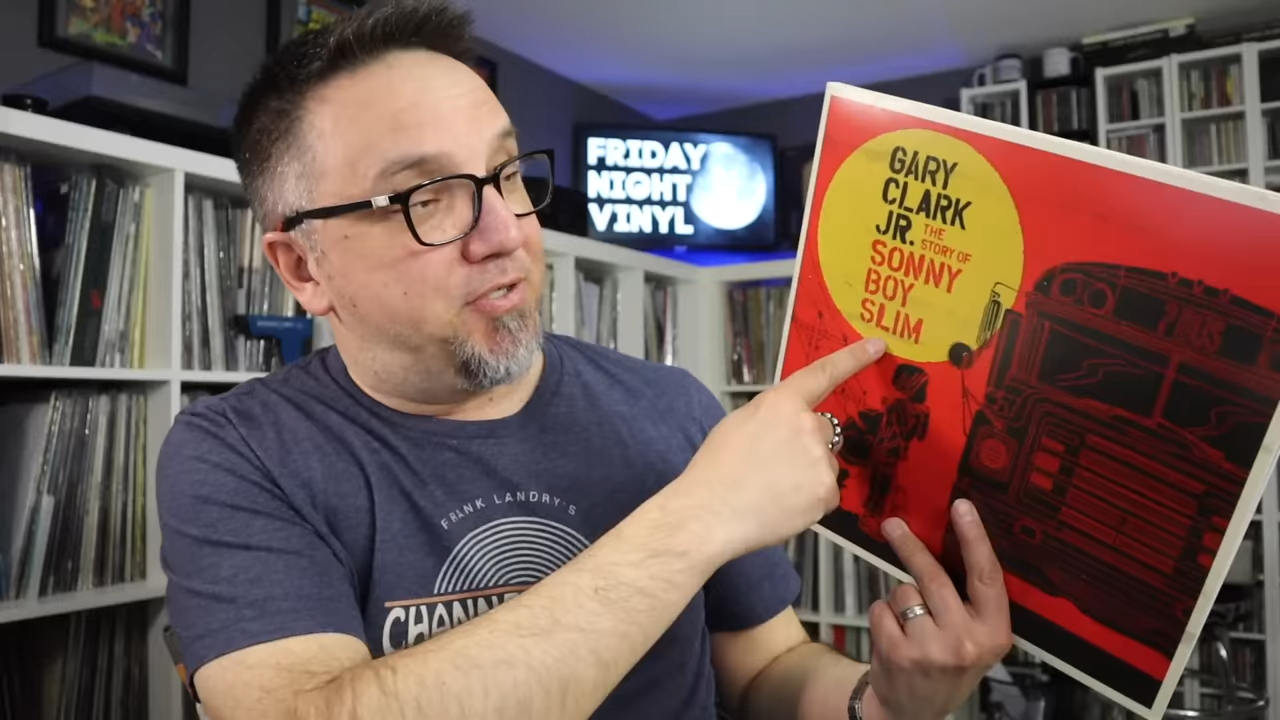 FRIDAY
NIGHT
VINYL
GARY
CLARK
JR. THE
STORY OF
SONNY
BOY
SLIM
FRANK LANDRY'S